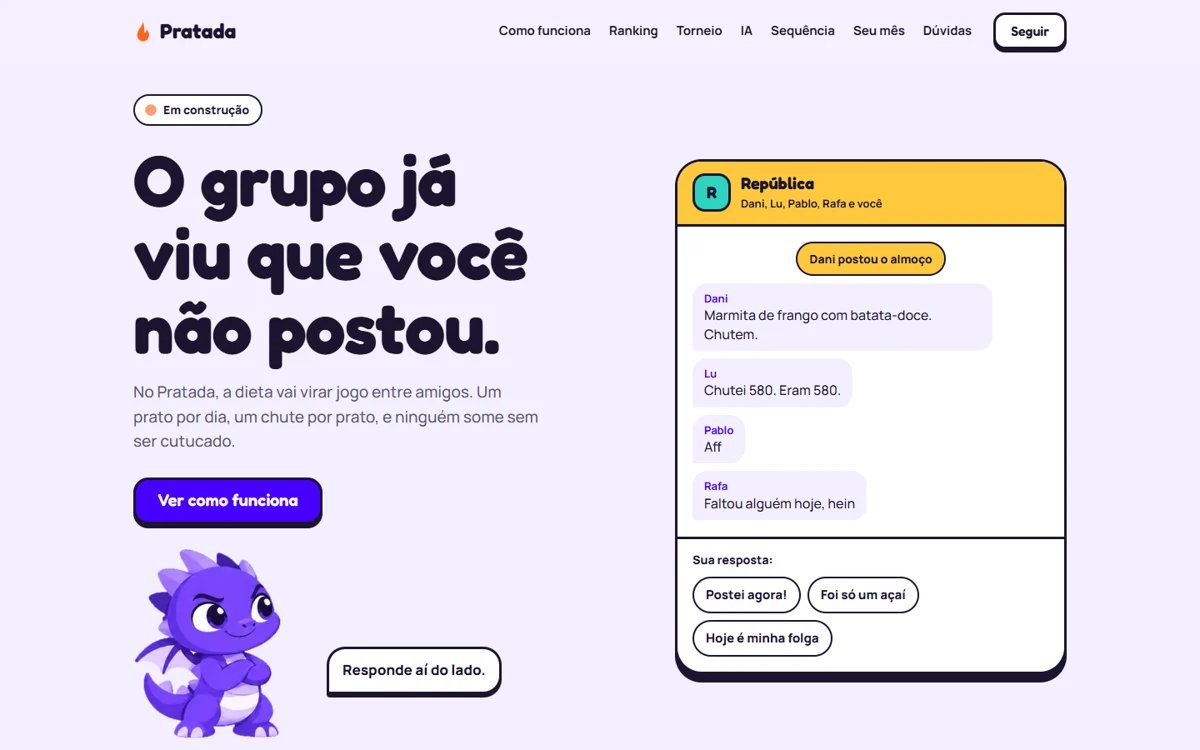 Pratada
Como funciona
Ranking
Torneio
IA
Sequência
Seu mês
Dúvidas
Seguir
Em construção
O grupo já
viu que você
não postou.
No Pratada, a dieta vai virar jogo entre amigos. Um
prato por dia, um chute por prato, e ninguém some sem
ser cutucado.
Ver como funciona
Responde aí do lado.
R
República
Dani, Lu, Pablo, Rafa e você
Dani postou o almoço
Dani
Marmita de frango com batata-doce.
Chutem.
Lu
Chutei 580. Eram 580.
Pablo
Aff
Rafa
Faltou alguém hoje, hein
Sua resposta:
Postei agora!
Foi só um açaí
Hoje é minha folga